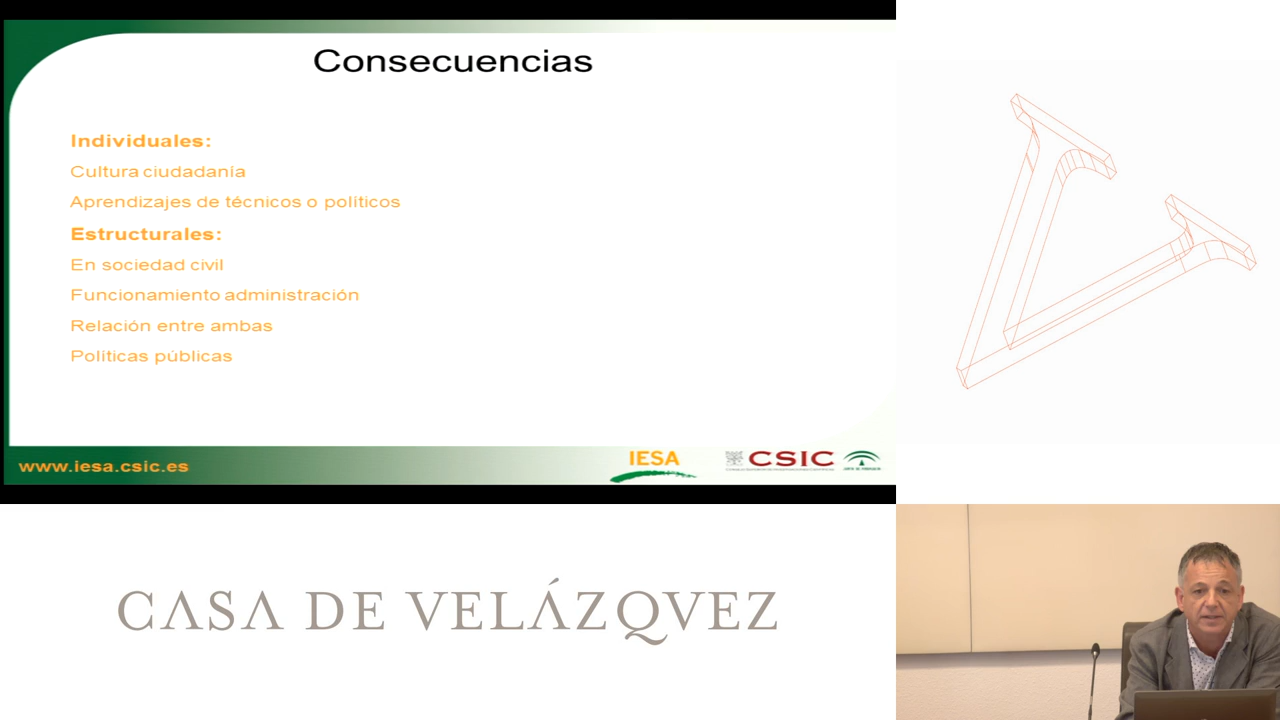 Consecuencias
Individuales:
Cultura ciudadanía
Aprendizajes de técnicos o políticos
Estructurales:
En sociedad civil
Funcionamiento administración
Relación entre ambas
Políticas públicas
www.iesa.csic.es
IESA
CSIC
CASA DE VELÁZQVEZ